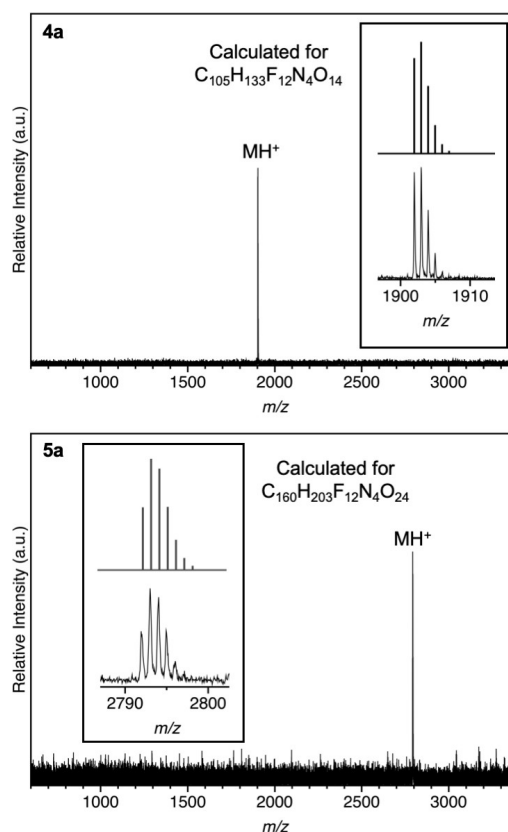 4a
Calculated for
C₁₀₅H₁₃₃F₁₂N₄O₁₄
MH⁺
Relative Intensity (a.u.)
1900 1910
m/z
1000 1500 2000 2500 3000
m/z
5a
Calculated for
C₁₆₀H₂₀₃F₁₂N₄O₂₄
MH⁺
Relative Intensity (a.u.)
2790 2800
m/z
1000 1500 2000 2500 3000
m/z